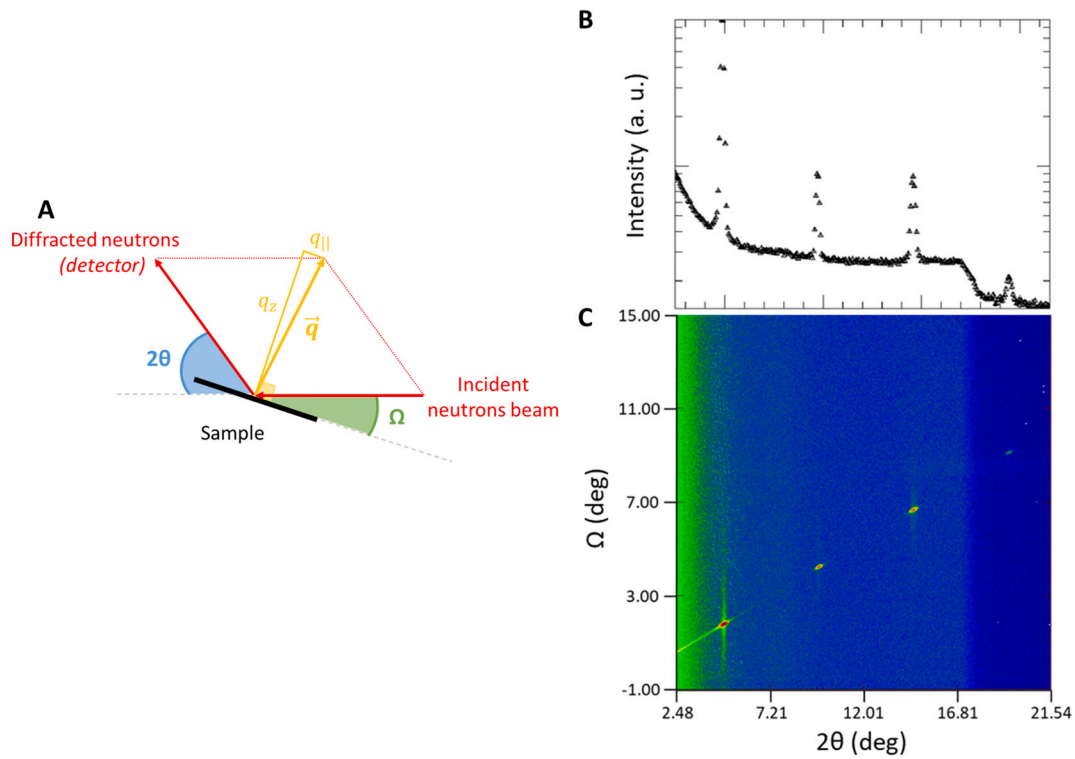 A
Diffracted neutrons
(detector)
q||
qz
q⃗
2θ
Incident
neutrons beam
Ω
Sample
B
Intensity (a. u.)
C
15.00
11.00
7.00
3.00
-1.00
Ω (deg)
2.48 7.21 12.01 16.81 21.54
2θ (deg)